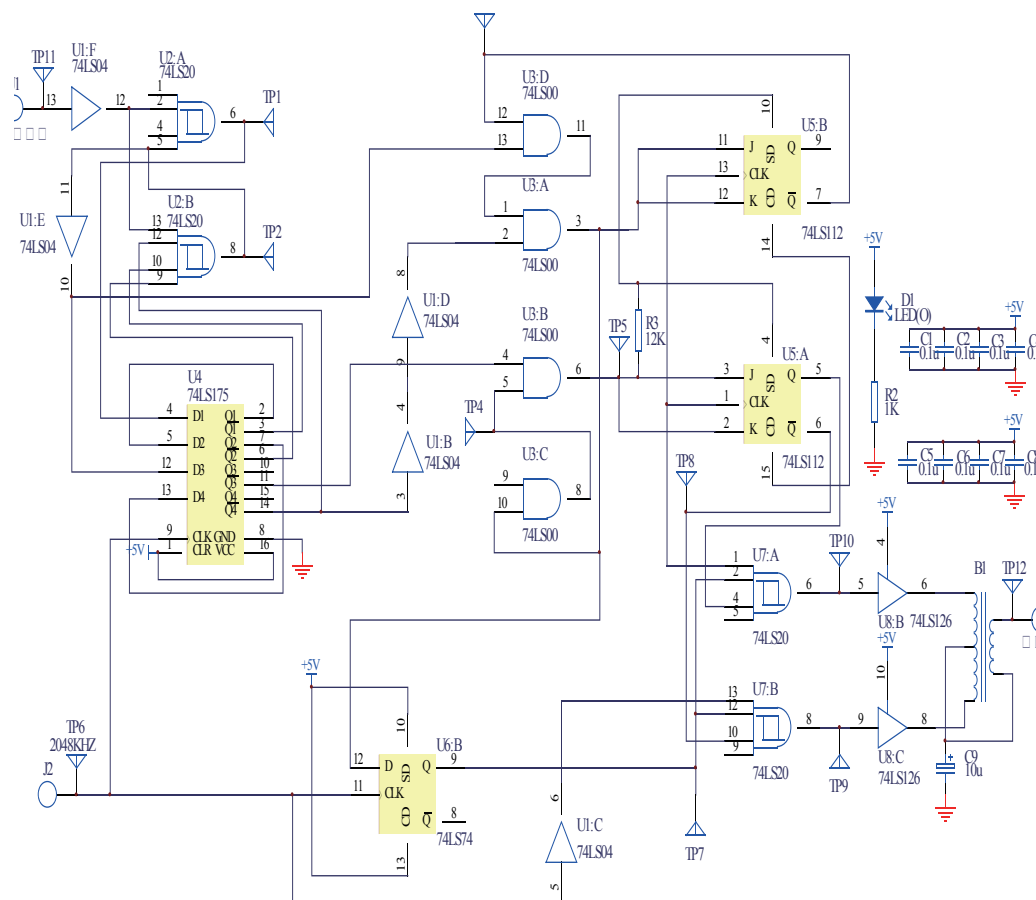 TP11
U1:F
74LS04
13
12
U2:A
74LS20
1
2
4
5
6
TP1
11
U1:E
74LS04
10
U2:B
74LS20
13
12
10
9
8
TP2
U3:D
74LS00
12
13
11
U3:A
1
2
3
74LS00
8
U1:D
74LS04
9
U3:B
74LS00
4
5
6
TP4
4
U1:B
74LS04
3
U3:C
9
10
8
74LS00
TP5
R3
12K
10
U5:B
11
13
12
J
CLK
K
SD
CD
Q
Q
9
7
74LS112
14
4
U5:A
3
1
2
J
CLK
K
SD
CD
Q
Q
5
6
74LS112
15
+5V
D1
LED(O)
R2
1K
+5V
C1
0.1u
C2
0.1u
C3
0.1u
+5V
C5
0.1u
C6
0.1u
C7
0.1u
U4
74LS175
4
5
12
13
9
1
D1
D2
D3
D4
CLK
CLR
Q1
Q1
Q2
Q2
Q3
Q3
Q4
Q4
GND
VCC
2
3
7
6
10
11
15
14
8
16
+5V
TP8
U7:A
1
2
4
5
6
74LS20
TP10
+5V
4
5
6
U8:B
74LS126
B1
TP12
+5V
10
9
8
U8:C
74LS126
U7:B
13
12
10
9
8
74LS20
TP9
C9
10u
+
+5V
TP6
2048KHZ
J2
10
U6:B
12
11
D
CLK
SD
CD
Q
Q
9
8
74LS74
13
6
U1:C
74LS04
5
TP7